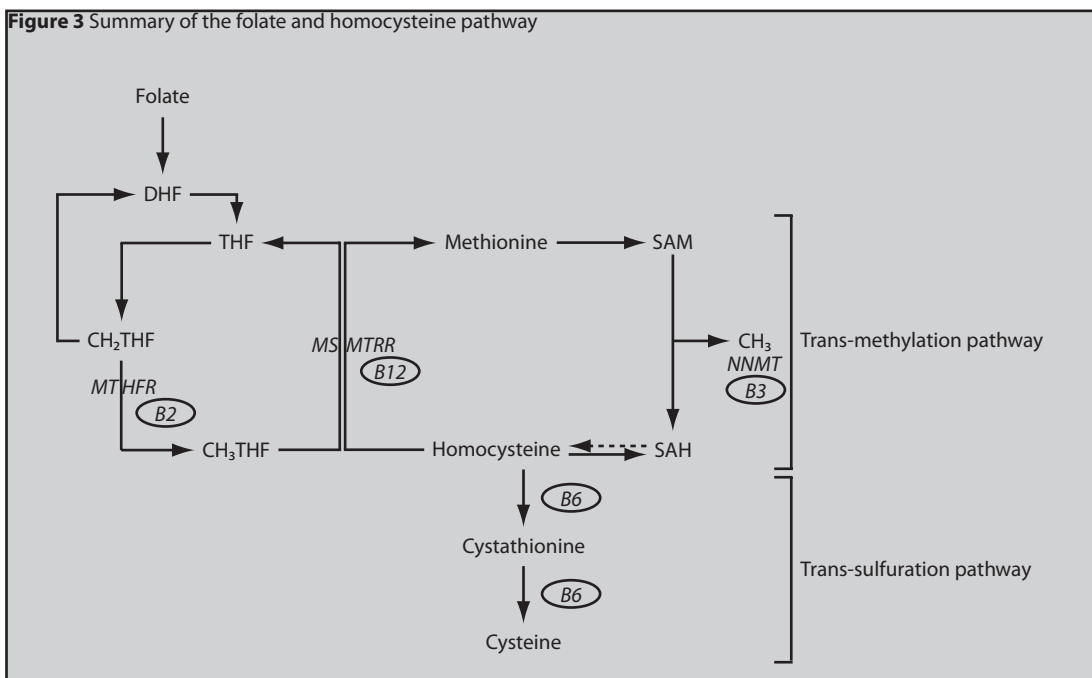 Figure 3 Summary of the folate and homocysteine pathway
Folate
DHF
THF
Methionine
SAM
CH₂THF
MS MTRR
B12
CH₃
NNMT
B3
Trans-methylation pathway
MTHFR
B2
CH₃THF
Homocysteine
SAH
B6
Cystathionine
Trans-sulfuration pathway
B6
Cysteine